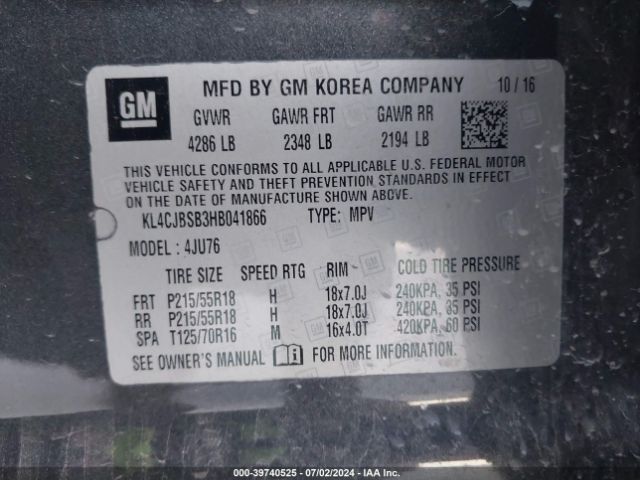 GM
MFD BY GM KOREA COMPANY 10 / 16
GVWR GAWR FRT GAWR RR
4286 LB 2348 LB 2194 LB
THIS VEHICLE CONFORMS TO ALL APPLICABLE U.S. FEDERAL MOTOR
VEHICLE SAFETY AND THEFT PREVENTION STANDARDS IN EFFECT
ON THE DATE OF MANUFACTURE SHOWN ABOVE.
KL4CJBSB3HB041866 TYPE: MPV
MODEL : 4JU76
TIRE SIZE SPEED RTG RIM COLD TIRE PRESSURE
FRT P215/55R18 H 18x7.0J 240KPA, 35 PSI
RR P215/55R18 H 18x7.0J 240KPA, 35 PSI
SPA T125/70R16 M 16x4.0T 420KPA, 60 PSI
SEE OWNER'S MANUAL FOR MORE INFORMATION.
000-39740525 - 07/02/2024 - IAA Inc.